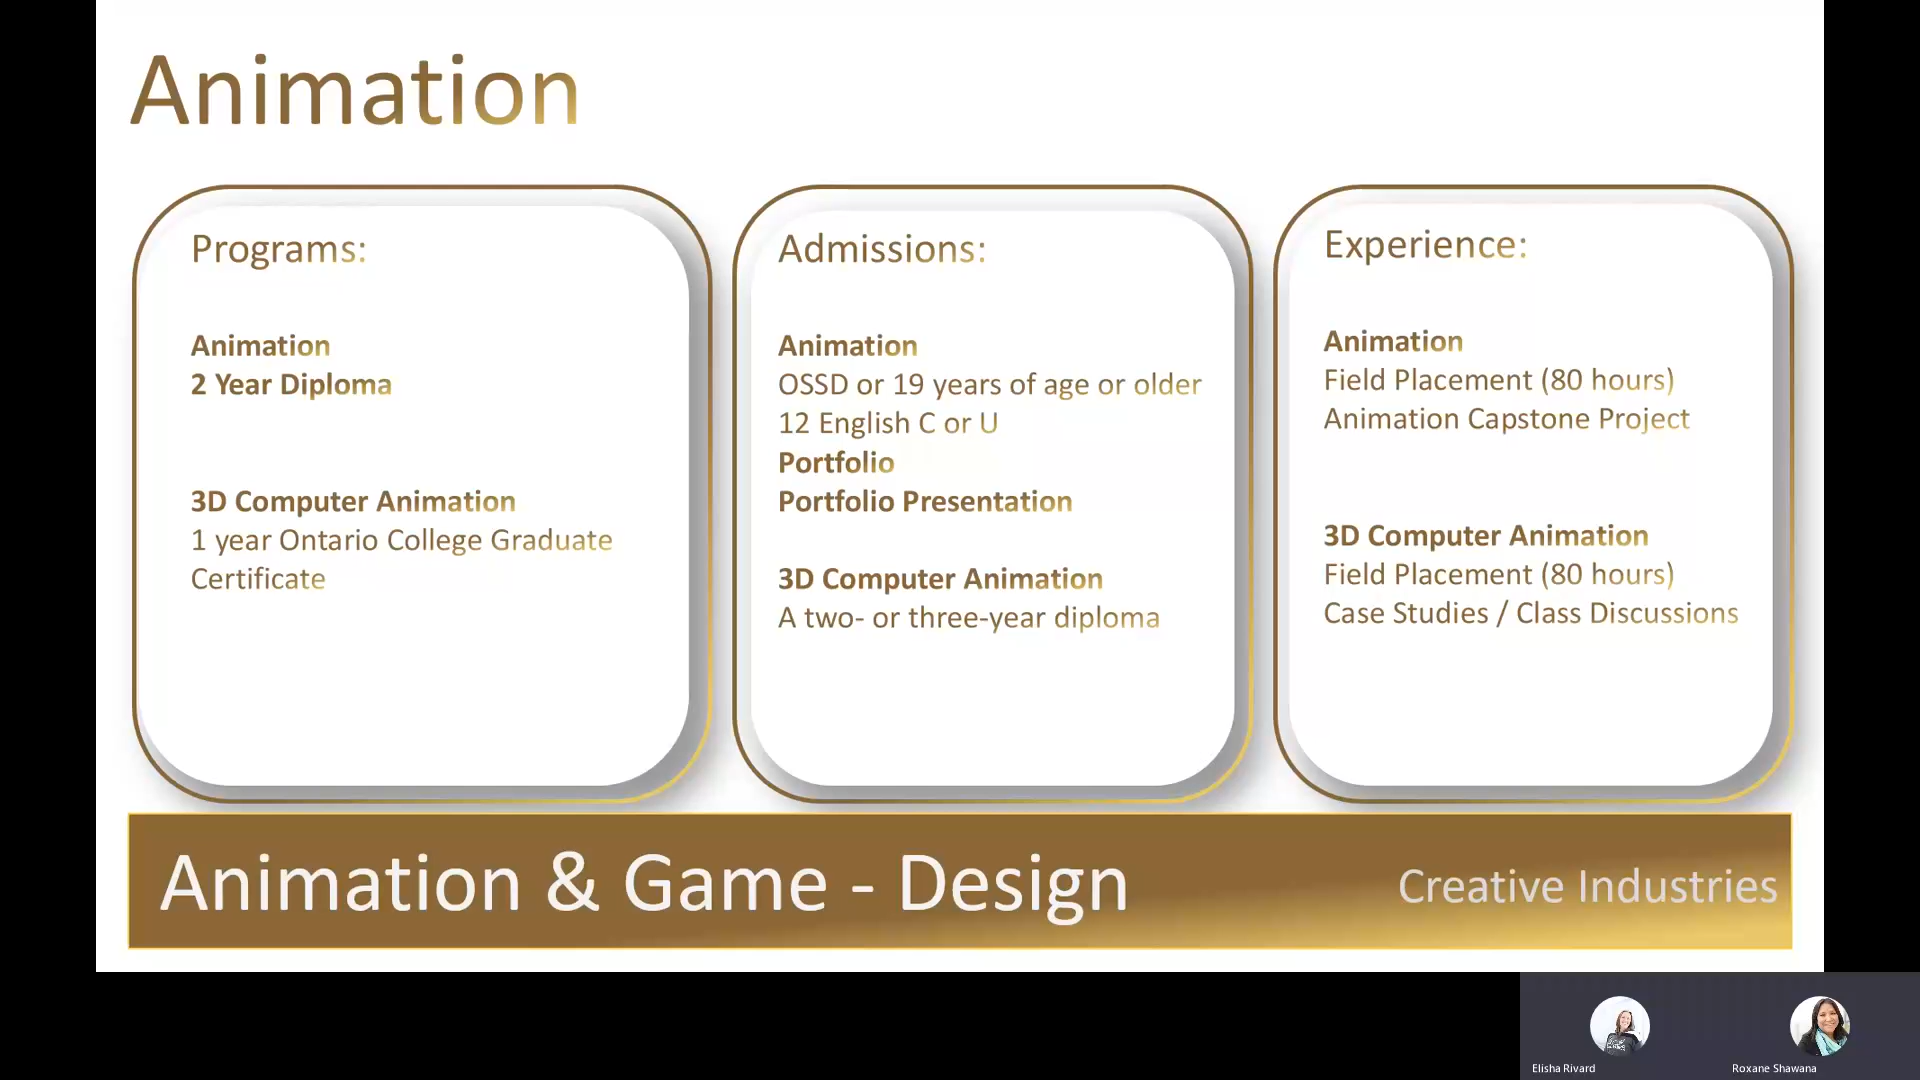 Animation
Programs:
Animation
2 Year Diploma
3D Computer Animation
1 year Ontario College Graduate
Certificate
Admissions:
Animation
OSSD or 19 years of age or older
12 English C or U
Portfolio
Portfolio Presentation
3D Computer Animation
A two- or three-year diploma
Experience:
Animation
Field Placement (80 hours)
Animation Capstone Project
3D Computer Animation
Field Placement (80 hours)
Case Studies / Class Discussions
Animation & Game - Design
Creative Industries
Elisha Rivard
Roxane Shawana